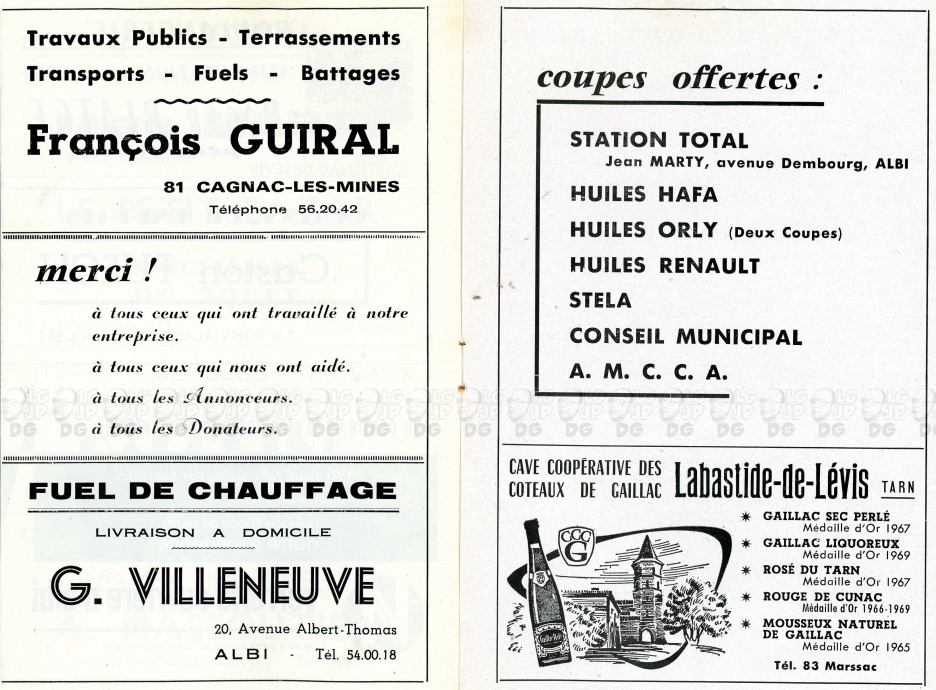 Travaux Publics - Terrassements
Transports - Fuels - Battages
François GUIRAL
81 CAGNAC-LES-MINES
Téléphone 56.20.42
merci !
à tous ceux qui ont travaillé à notre
entreprise.
à tous ceux qui nous ont aidé.
à tous les Annonceurs.
à tous les Donateurs.
FUEL DE CHAUFFAGE
LIVRAISON A DOMICILE
G. VILLENEUVE
20, Avenue Albert-Thomas
ALBI - Tél. 54.00.18
coupes offertes :
STATION TOTAL
Jean MARTY, avenue Dembourg, ALBI
HUILES HAFA
HUILES ORLY (Deux Coupes)
HUILES RENAULT
STELA
CONSEIL MUNICIPAL
A. M. C. C. A.
CAVE COOPÉRATIVE DES
COTEAUX DE GAILLAC
Labastide-de-Lévis
TARN
CCC
G
GAILLAC SEC PERLÉ
Médaille d'Or 1967
GAILLAC LIQUOREUX
Médaille d'Or 1969
ROSÉ DU TARN
Médaille d'Or 1967
ROUGE DE CUNAC
Médaille d'Or 1966-1969
MOUSSEUX NATUREL
DE GAILLAC
Médaille d'Or 1965
Tél. 83 Marssac